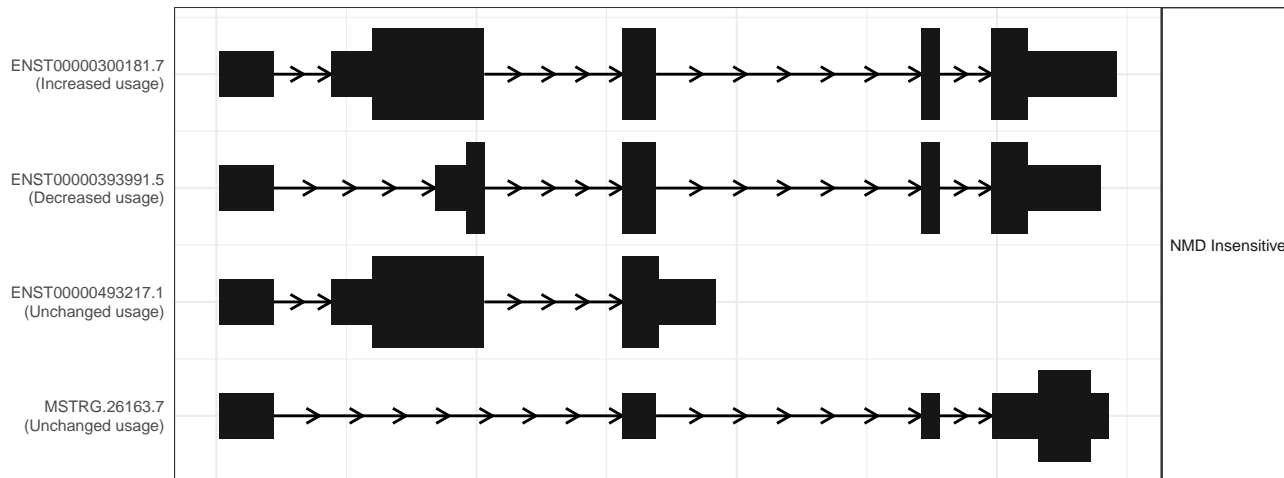 ENST00000300181.7
(Increased usage)
ENST00000393991.5
(Decreased usage)
NMD Insensitive
ENST00000493217.1
(Unchanged usage)
MSTRG.26163.7
(Unchanged usage)